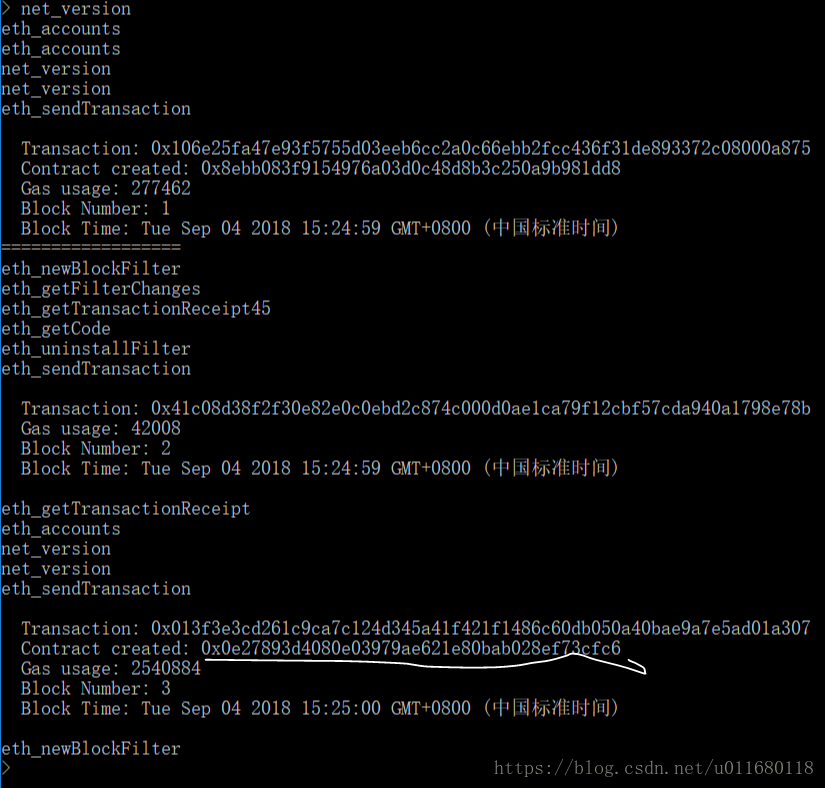 > net_version
eth_accounts
eth_accounts
net_version
net_version
eth_sendTransaction
Transaction: 0x106e25fa47e93f5755d03eeb6cc2a0c66ebb2fcc436f31de893372c08000a875
Contract created: 0x8ebb083f9154976a03d0c48d8b3c250a9b981dd8
Gas usage: 277462
Block Number: 1
Block Time: Tue Sep 04 2018 15:24:59 GMT+0800 (中国标准时间)
==================
eth_newBlockFilter
eth_getFilterChanges
eth_getTransactionReceipt45
eth_getCode
eth_uninstallFilter
eth_sendTransaction
Transaction: 0x41c08d38f2f30e82e0c0ebd2c874c000d0ae1ca79f12cbf57cda940a1798e78b
Gas usage: 42008
Block Number: 2
Block Time: Tue Sep 04 2018 15:24:59 GMT+0800 (中国标准时间)
eth_getTransactionReceipt
eth_accounts
net_version
net_version
eth_sendTransaction
Transaction: 0x013f3e3cd261c9ca7c124d345a41f421f1486c60db050a40bae9a7e5ad01a307
Contract created: 0x0e27893d4080e03979ae621e80bab028ef73cfc6
Gas usage: 2540884
Block Number: 3
Block Time: Tue Sep 04 2018 15:25:00 GMT+0800 (中国标准时间)
eth_newBlockFilter
>
https://blog.csdn.net/u011680118